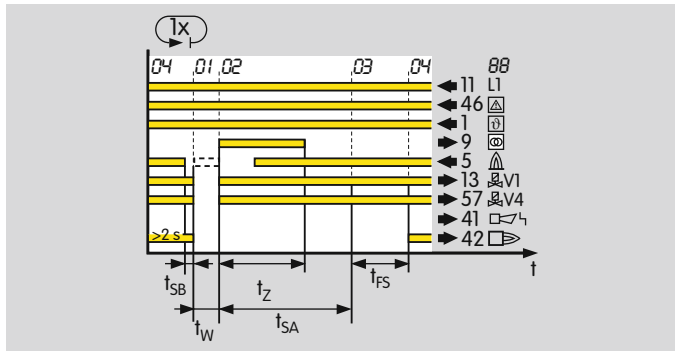 1x
04 01 02 03 04 88
11 L1
46
1 ϑ
9
5
13 V1
57 V4
41
>2 s 42
t
tSB tZ tFS
tW tSA